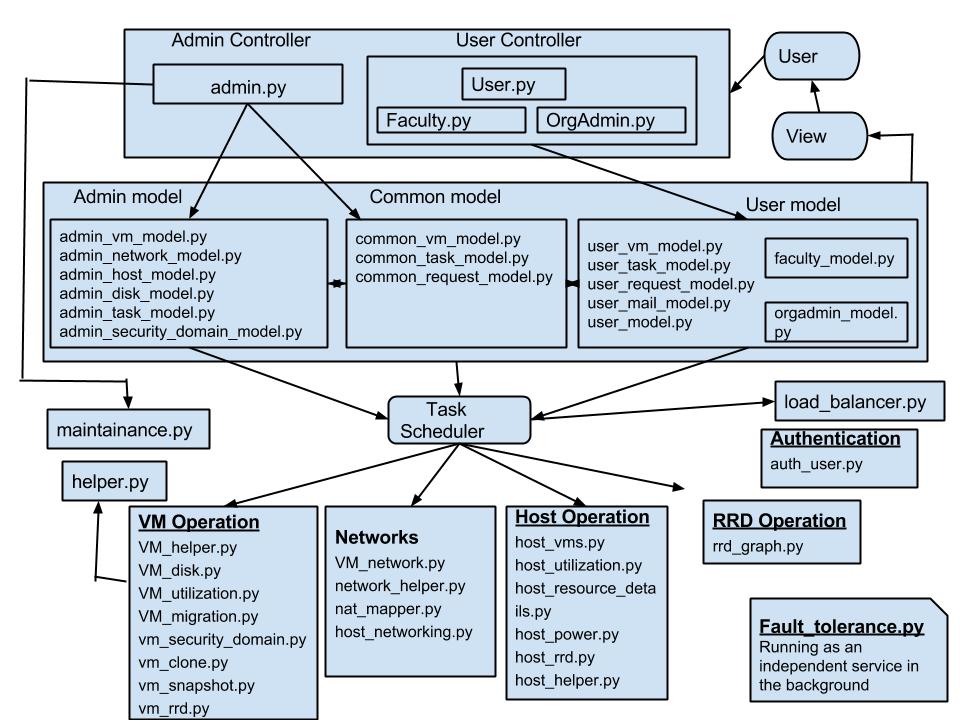 Admin Controller
User Controller
admin.py
User.py
Faculty.py
OrgAdmin.py
User
View
Admin model
Common model
User model
admin_vm_model.py
admin_network_model.py
admin_host_model.py
admin_disk_model.py
admin_task_model.py
admin_security_domain_model.py
common_vm_model.py
common_task_model.py
common_request_model.py
user_vm_model.py
user_task_model.py
user_request_model.py
user_mail_model.py
user_model.py
faculty_model.py
orgadmin_model.
py
Task
Scheduler
load_balancer.py
maintainance.py
Authentication
auth_user.py
helper.py
VM Operation
VM_helper.py
VM_disk.py
VM_utilization.py
VM_migration.py
vm_security_domain.py
vm_clone.py
vm_snapshot.py
vm_rrd.py
Networks
VM_network.py
network_helper.py
nat_mapper.py
host_networking.py
Host Operation
host_vms.py
host_utilization.py
host_resource_deta
ils.py
host_power.py
host_rrd.py
host_helper.py
RRD Operation
rrd_graph.py
Fault_tolerance.py
Running as an
independent service in
the background